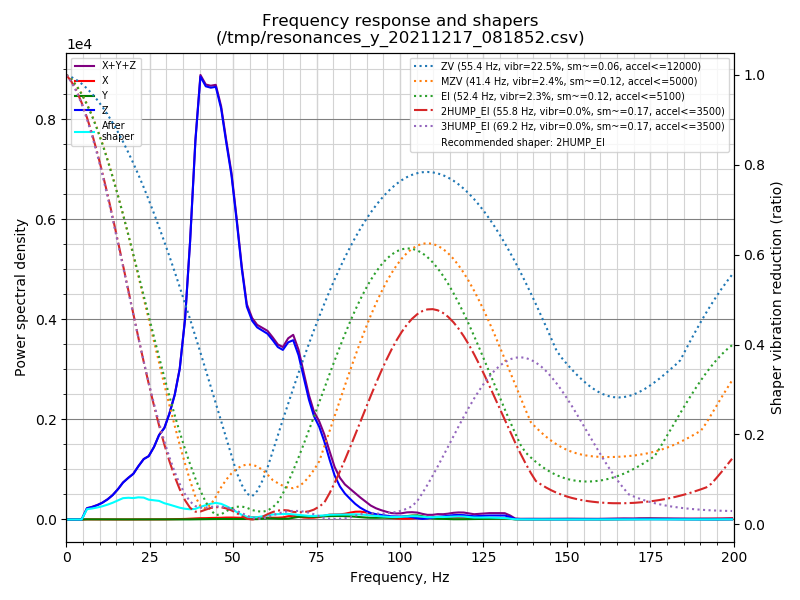 Frequency response and shapers
(/tmp/resonances_y_20211217_081852.csv)
1e4
X+Y+Z
X
Y
Z
After
shaper
ZV (55.4 Hz, vibr=22.5%, sm~=0.06, accel<=12000)
MZV (41.4 Hz, vibr=2.4%, sm~=0.12, accel<=5000)
EI (52.4 Hz, vibr=2.3%, sm~=0.12, accel<=5100)
2HUMP_EI (55.8 Hz, vibr=0.0%, sm~=0.17, accel<=3500)
3HUMP_EI (69.2 Hz, vibr=0.0%, sm~=0.17, accel<=3500)
Recommended shaper: 2HUMP_EI
Power spectral density
0.8
0.6
0.4
0.2
0.0
1.0
0.8
0.6
0.4
0.2
0.0
Shaper vibration reduction (ratio)
0 25 50 75 100 125 150 175 200
Frequency, Hz